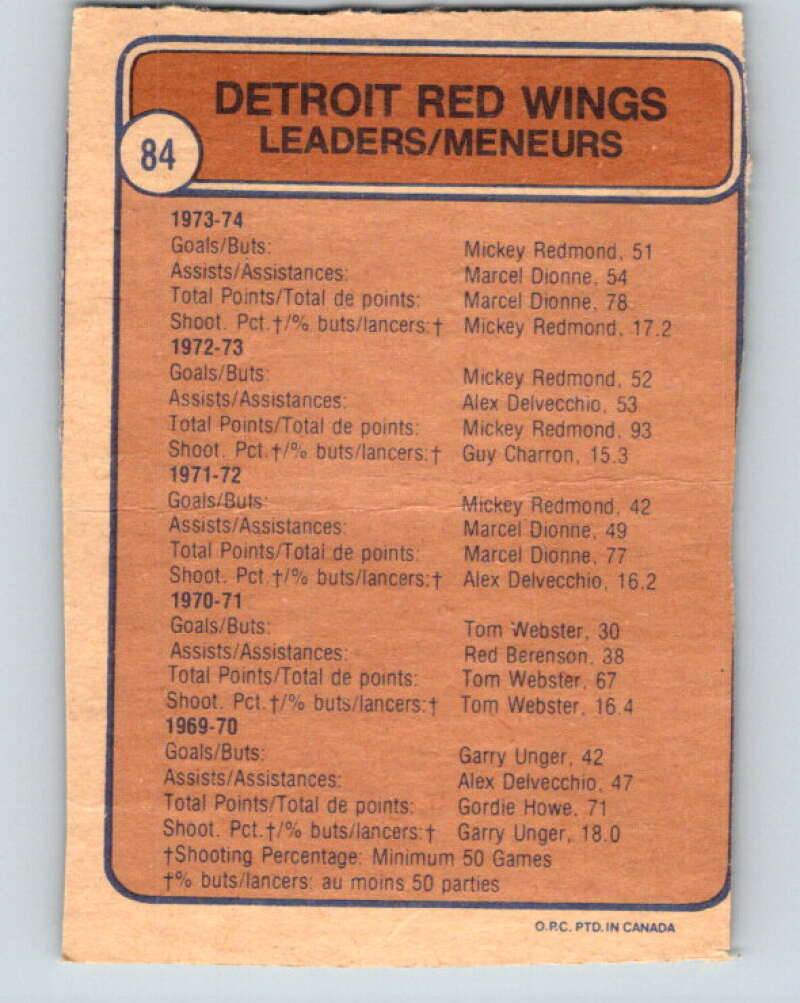 DETROIT RED WINGS
LEADERS/MENEURS
84
1973-74
Goals/Buts: Mickey Redmond, 51
Assists/Assistances: Marcel Dionne, 54
Total Points/Total de points: Marcel Dionne, 78
Shoot. Pct.†/% buts/lancers:† Mickey Redmond, 17.2
1972-73
Goals/Buts: Mickey Redmond, 52
Assists/Assistances: Alex Delvecchio, 53
Total Points/Total de points: Mickey Redmond, 93
Shoot. Pct.†/% buts/lancers:† Guy Charron, 15.3
1971-72
Goals/Buts: Mickey Redmond, 42
Assists/Assistances: Marcel Dionne, 49
Total Points/Total de points: Marcel Dionne, 77
Shoot. Pct.†/% buts/lancers:† Alex Delvecchio, 16.2
1970-71
Goals/Buts: Tom Webster, 30
Assists/Assistances: Red Berenson, 38
Total Points/Total de points: Tom Webster, 67
Shoot. Pct.†/% buts/lancers:† Tom Webster, 16.4
1969-70
Goals/Buts: Garry Unger, 42
Assists/Assistances: Alex Delvecchio, 47
Total Points/Total de points: Gordie Howe, 71
Shoot. Pct.†/% buts/lancers:† Garry Unger, 18.0
†Shooting Percentage: Minimum 50 Games
†% buts/lancers: au moins 50 parties
O.P.C. PTD. IN CANADA